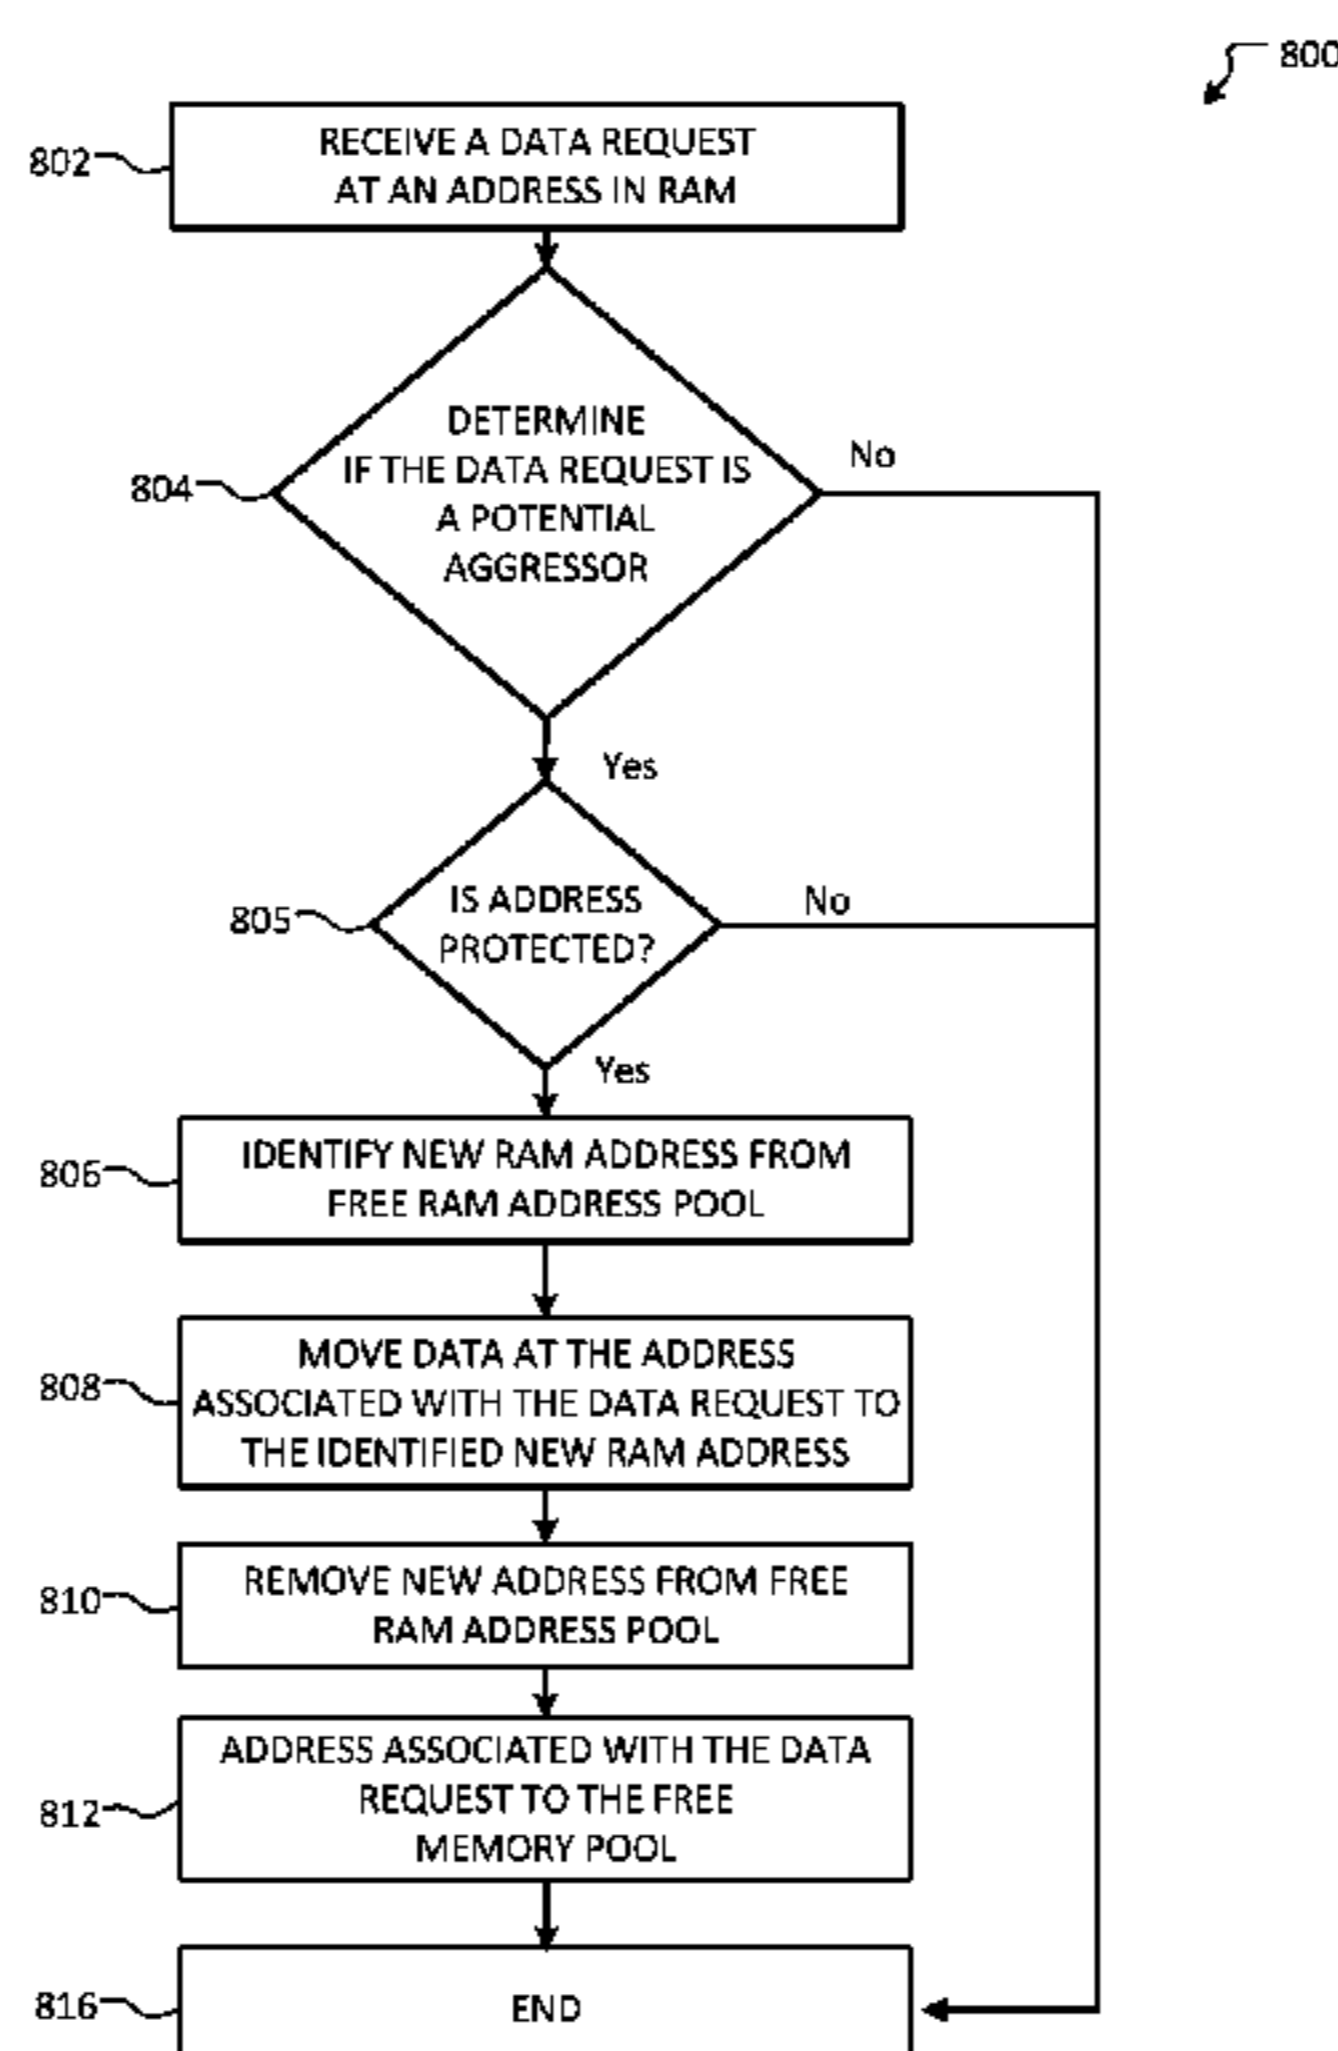 800
802
RECEIVE A DATA REQUEST
AT AN ADDRESS IN RAM
804
DETERMINE
IF THE DATA REQUEST IS
A POTENTIAL
AGGRESSOR
No
Yes
805
IS ADDRESS
PROTECTED?
No
Yes
806
IDENTIFY NEW RAM ADDRESS FROM
FREE RAM ADDRESS POOL
808
MOVE DATA AT THE ADDRESS
ASSOCIATED WITH THE DATA REQUEST TO
THE IDENTIFIED NEW RAM ADDRESS
810
REMOVE NEW ADDRESS FROM FREE
RAM ADDRESS POOL
812
ADDRESS ASSOCIATED WITH THE DATA
REQUEST TO THE FREE
MEMORY POOL
816
END